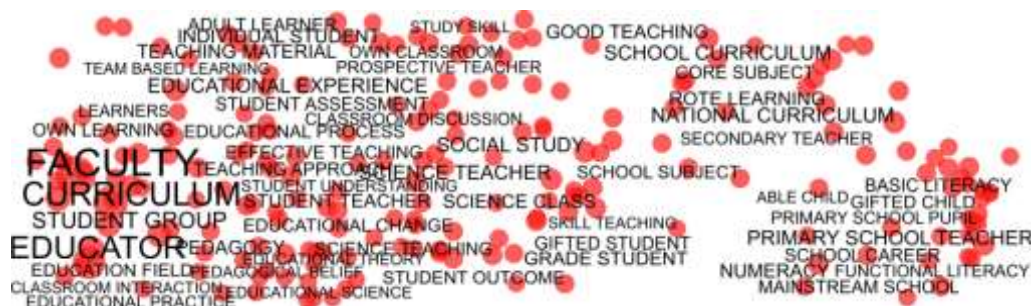 ADULT LEARNER
STUDY SKILL
INDIVIDUAL STUDENT
GOOD TEACHING
TEACHING MATERIAL
OWN CLASSROOM
SCHOOL CURRICULUM
TEAM BASED LEARNING
PROSPECTIVE TEACHER
CORE SUBJECT
EDUCATIONAL EXPERIENCE
STUDENT ASSESSMENT
ROTE LEARNING
LEARNERS
CLASSROOM DISCUSSION
NATIONAL CURRICULUM
OWN LEARNING
EDUCATIONAL PROCESS
SOCIAL STUDY
SECONDARY TEACHER
EFFECTIVE TEACHING
FACULTY
TEACHING APPROACH
SCIENCE TEACHER
SCHOOL SUBJECT
CURRICULUM
STUDENT UNDERSTANDING
BASIC LITERACY
STUDENT TEACHER
SCIENCE CLASS
ABLE CHILD
GIFTED CHILD
STUDENT GROUP
EDUCATIONAL CHANGE
SKILL TEACHING
PRIMARY SCHOOL PUPIL
EDUCATOR
PEDAGOGY
SCIENCE TEACHING
GIFTED STUDENT
PRIMARY SCHOOL TEACHER
EDUCATIONAL THEORY
GRADE STUDENT
SCHOOL CAREER
EDUCATION FIELD
PEDAGOGICAL BELIEF
STUDENT OUTCOME
NUMERACY
FUNCTIONAL LITERACY
CLASSROOM INTERACTION
EDUCATIONAL SCIENCE
MAINSTREAM SCHOOL
EDUCATIONAL PRACTICE